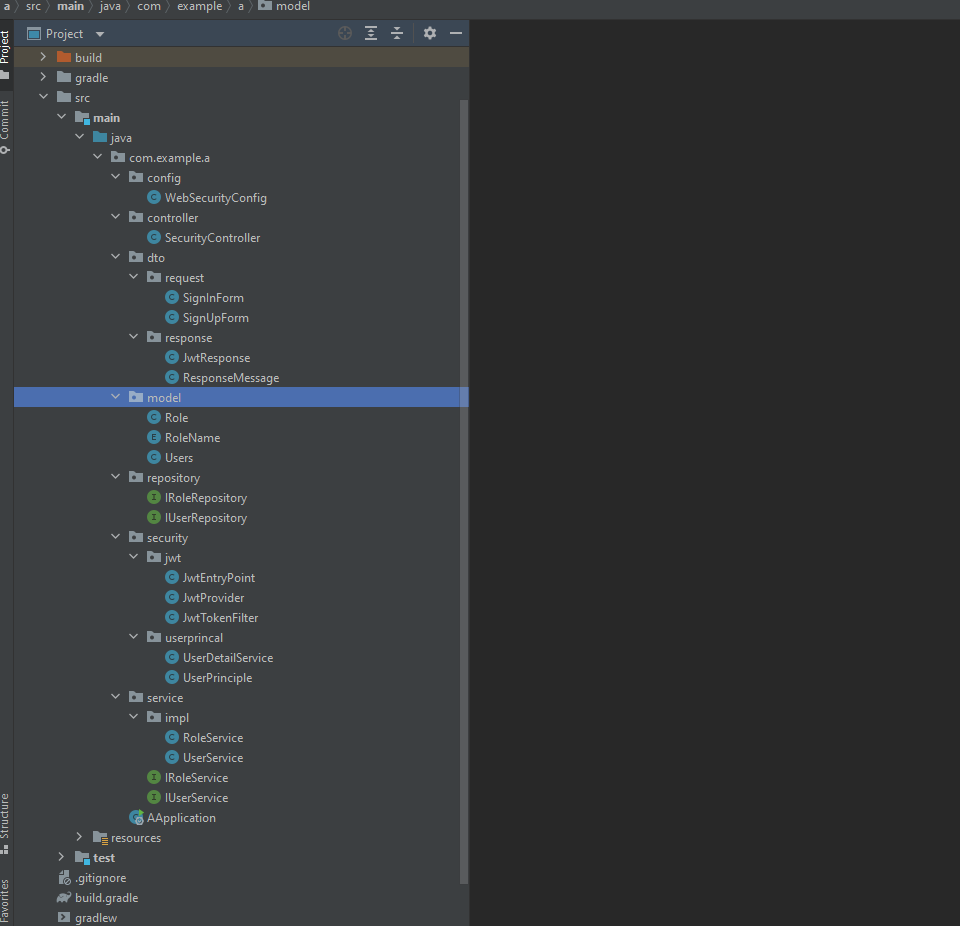 a > src > main > java > com > example > a > model
Project
Project
Commit
build
gradle
src
main
java
com.example.a
config
WebSecurityConfig
controller
SecurityController
dto
request
SignInForm
SignUpForm
response
JwtResponse
ResponseMessage
model
Role
RoleName
Users
repository
IRoleRepository
IUserRepository
security
jwt
JwtEntryPoint
JwtProvider
JwtTokenFilter
userprincal
UserDetailService
UserPrinciple
service
impl
RoleService
UserService
IRoleService
IUserService
AApplication
resources
test
.gitignore
build.gradle
gradlew
Structure
Favorites